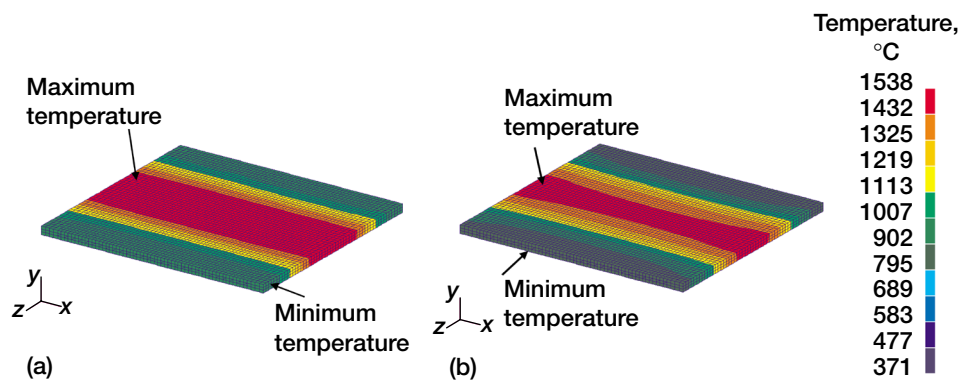 Temperature,
°C
1538
1432
1325
1219
1113
1007
902
795
689
583
477
371
Maximum
temperature
Minimum
temperature
y
z
x
(a)
Maximum
temperature
Minimum
temperature
y
z
x
(b)